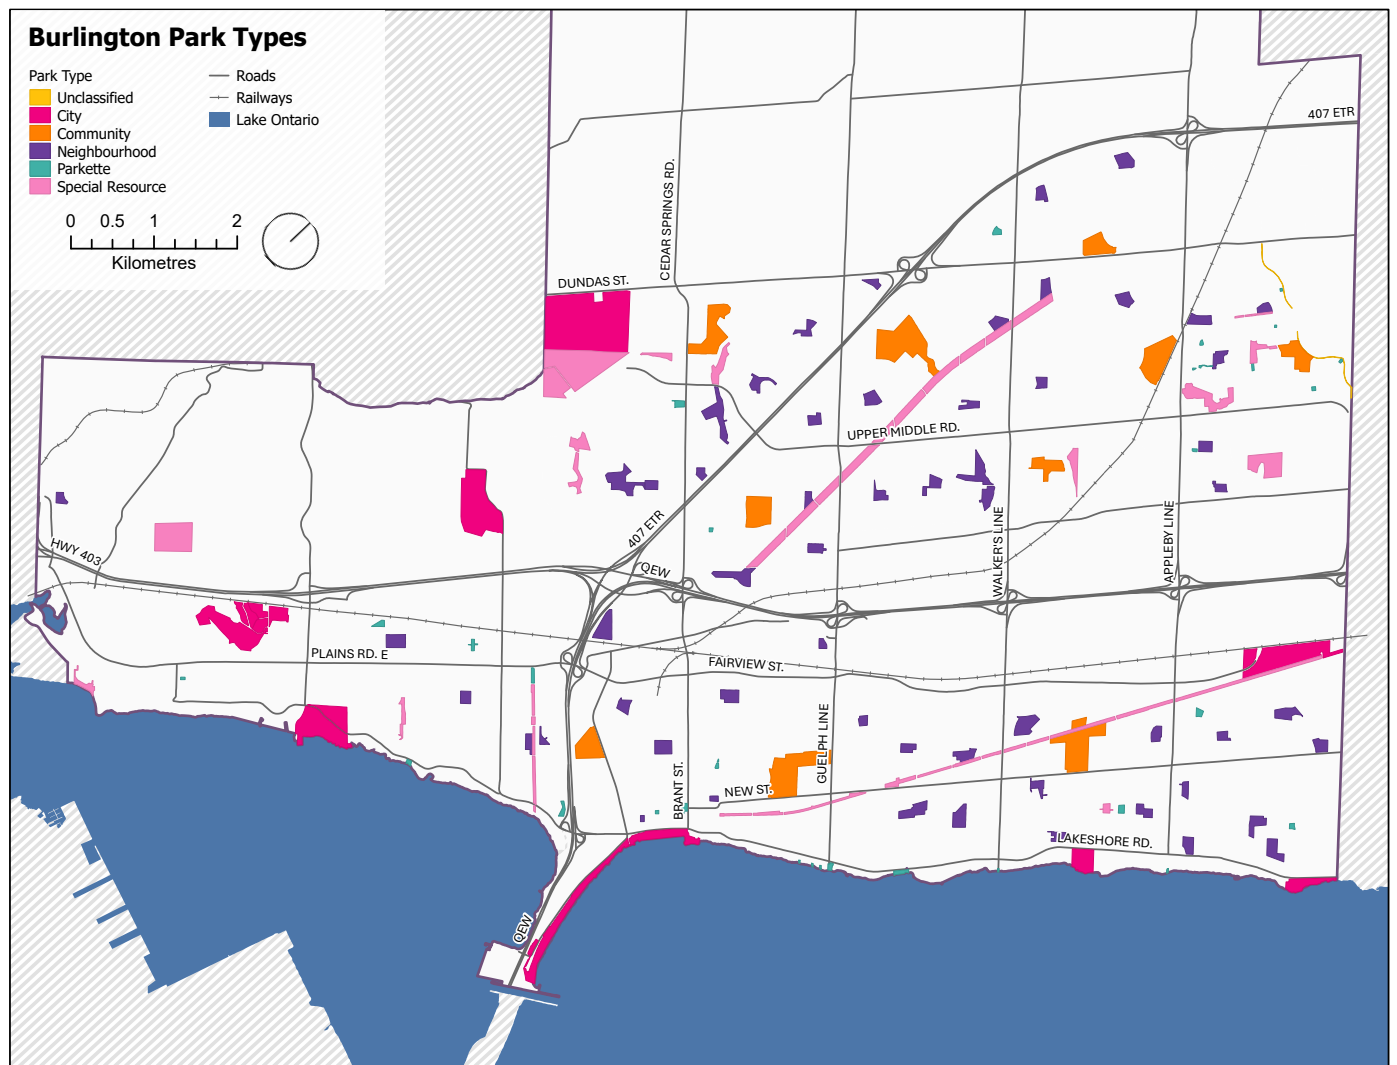 Burlington Park Types
Park Type
Unclassified
City
Community
Neighbourhood
Parkette
Special Resource
Roads
Railways
Lake Ontario
0 0.5 1 2
Kilometres
407 ETR
CEDAR SPRINGS RD.
DUNDAS ST.
UPPER MIDDLE RD.
407 ETR
HWY 403
QEW
WALKER'S LINE
APPLEBY LINE
PLAINS RD. E
FAIRVIEW ST.
GUELPH LINE
BRANT ST.
NEW ST.
LAKESHORE RD.
QEW